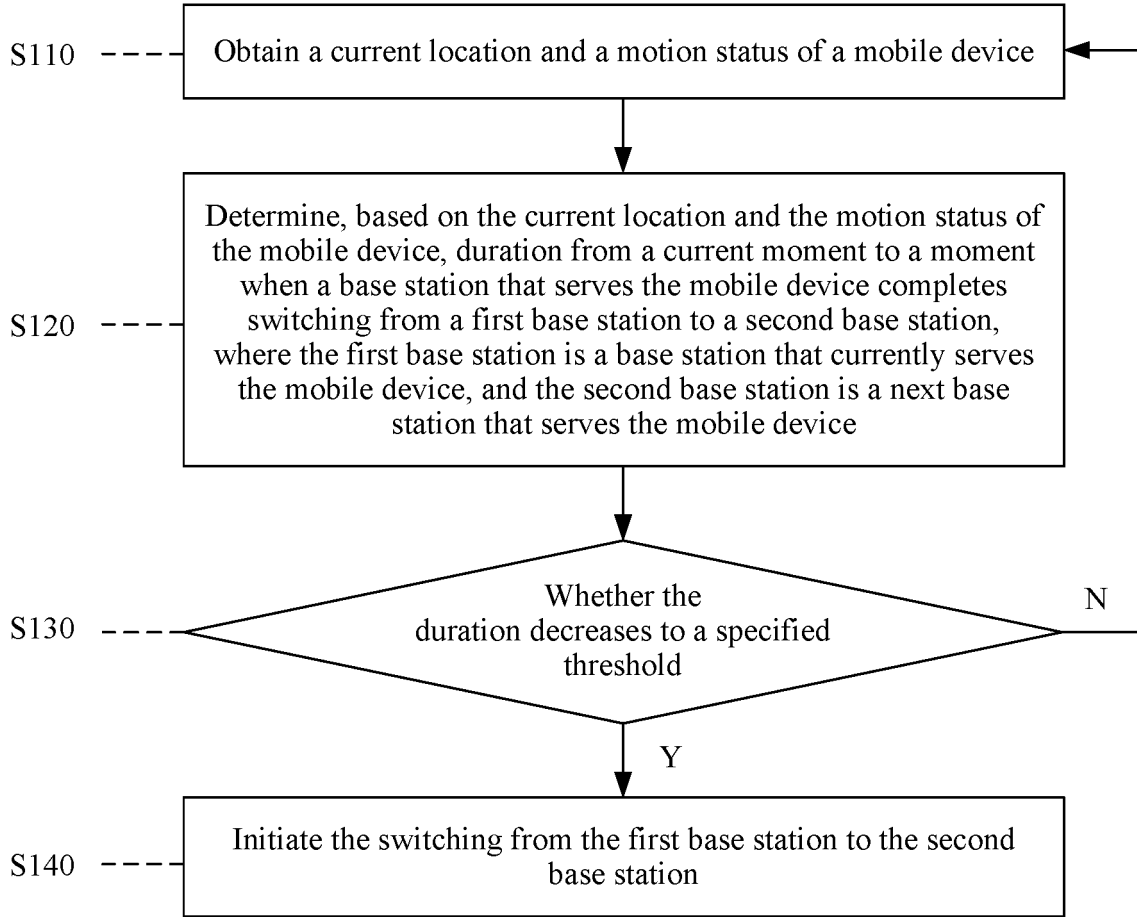 S110
Obtain a current location and a motion status of a mobile device
S120
Determine, based on the current location and the motion status of
the mobile device, duration from a current moment to a moment
when a base station that serves the mobile device completes
switching from a first base station to a second base station,
where the first base station is a base station that currently serves
the mobile device, and the second base station is a next base
station that serves the mobile device
S130
Whether the
duration decreases to a specified
threshold
N
Y
S140
Initiate the switching from the first base station to the second
base station